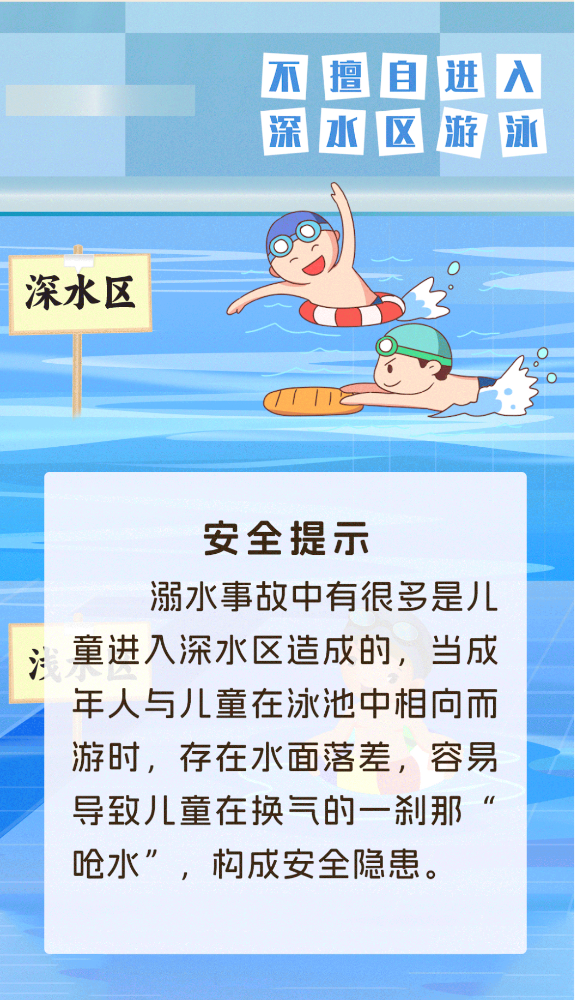 不擅自进入
深水区游泳
深水区
安全提示
溺水事故中有很多是儿
童进入深水区造成的，当成
年人与儿童在泳池中相向而
游时，存在水面落差，容易
导致儿童在换气的一刹那“
呛水”，构成安全隐患。
浅水区